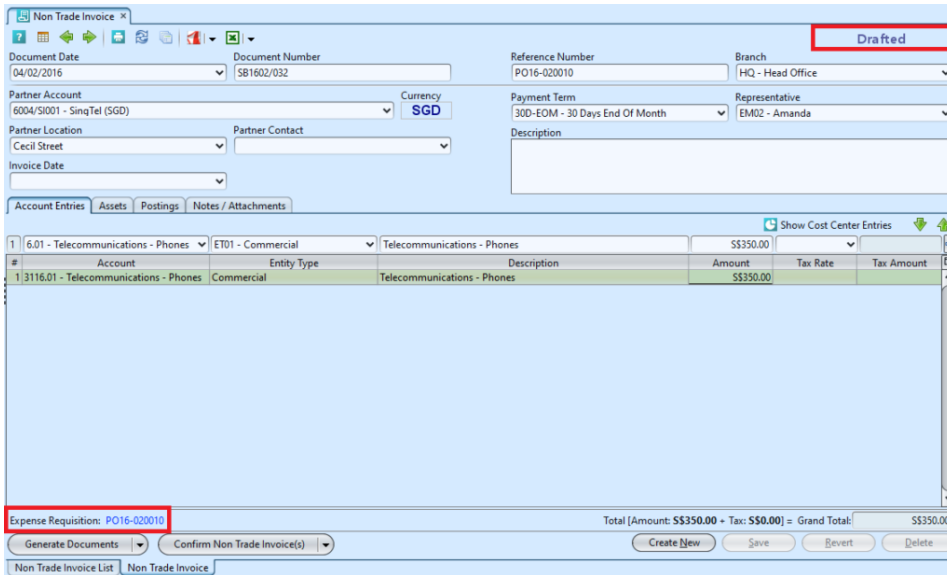 Non Trade Invoice ×
Drafted
Document Date Document Number Reference Number Branch
04/02/2016 SB1602/032 PO16-020010 HQ - Head Office
Partner Account Currency Payment Term Representative
6004/SI001 - SingTel (SGD) SGD 30D-EOM - 30 Days End Of Month EM02 - Amanda
Partner Location Partner Contact Description
Cecil Street
Invoice Date
Account Entries Assets Postings Notes / Attachments
Show Cost Center Entries
1 6.01 - Telecommunications - Phones ET01 - Commercial Telecommunications - Phones S$350.00
# Account Entity Type Description Amount Tax Rate Tax Amount
1 3116.01 - Telecommunications - Phones Commercial Telecommunications - Phones S$350.00
Expense Requisition: PO16-020010 Total [Amount: S$350.00 + Tax: S$0.00] = Grand Total: S$350.00
Generate Documents Confirm Non Trade Invoice(s) Create New Save Revert Delete
Non Trade Invoice List Non Trade Invoice